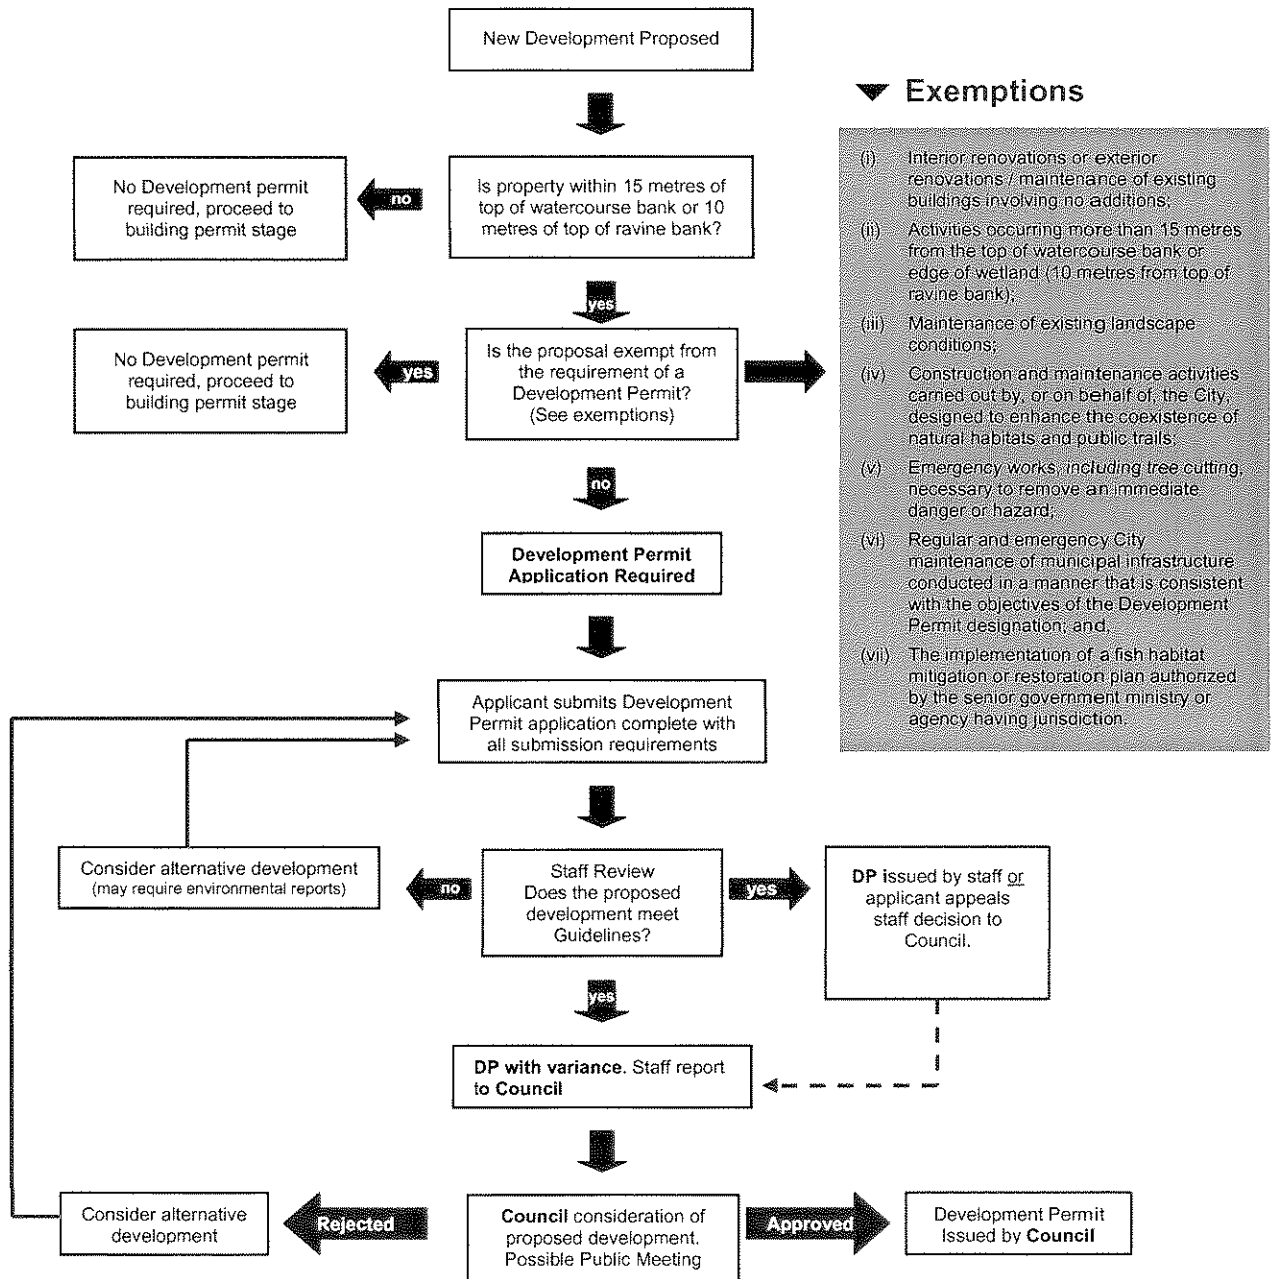 New Development Proposed
▼ Exemptions
No Development permit
required, proceed to
building permit stage
no
Is property within 15 metres of
top of watercourse bank or 10
metres of top of ravine bank?
yes
No Development permit
required, proceed to
building permit stage
yes
Is the proposal exempt from
the requirement of a
Development Permit?
(See exemptions)
(i) Interior renovations or exterior
renovations / maintenance of existing
buildings involving no additions;
(ii) Activities occurring more than 15 metres
from the top of watercourse bank or
edge of wetland (10 metres from top of
ravine bank);
(iii) Maintenance of existing landscape
conditions;
(iv) Construction and maintenance activities
carried out by, or on behalf of, the City,
designed to enhance the coexistence of
natural habitats and public trails;
(v) Emergency works, including tree cutting,
necessary to remove an immediate
danger or hazard;
(vi) Regular and emergency City
maintenance of municipal infrastructure
conducted in a manner that is consistent
with the objectives of the Development
Permit designation; and,
(vii) The implementation of a fish habitat
mitigation or restoration plan authorized
by the senior government ministry or
agency having jurisdiction.
no
Development Permit
Application Required
Applicant submits Development
Permit application complete with
all submission requirements
Consider alternative development
(may require environmental reports)
no
Staff Review
Does the proposed
development meet
Guidelines?
yes
DP issued by staff or
applicant appeals
staff decision to
Council.
yes
DP with variance. Staff report
to Council
Consider alternative
development
Rejected
Council consideration of
proposed development.
Possible Public Meeting
Approved
Development Permit
Issued by Council